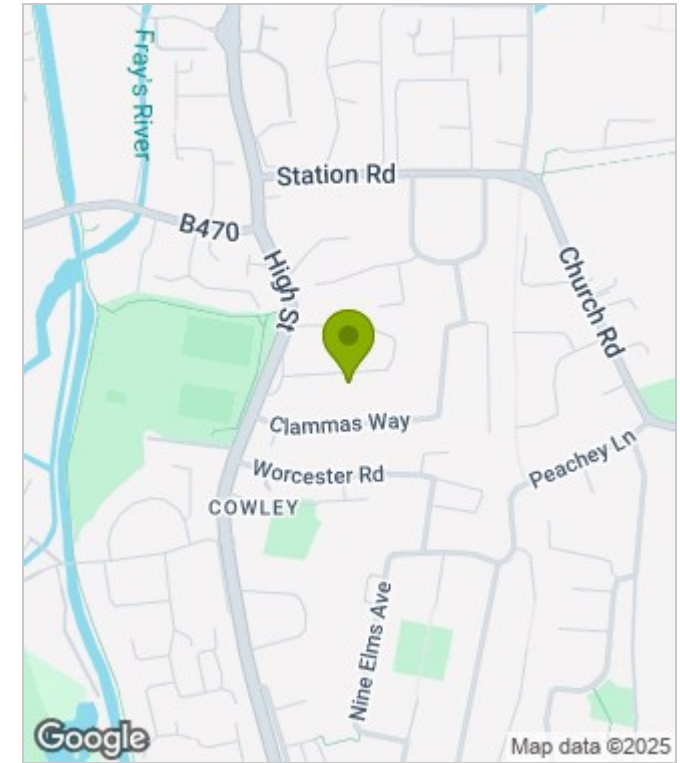 Fray's River
Station Rd
B470
High St
Church Rd
Clammas Way
Peachey Ln
Worcester Rd
COWLEY
Nine Elms Ave
Google
Map data ©2025